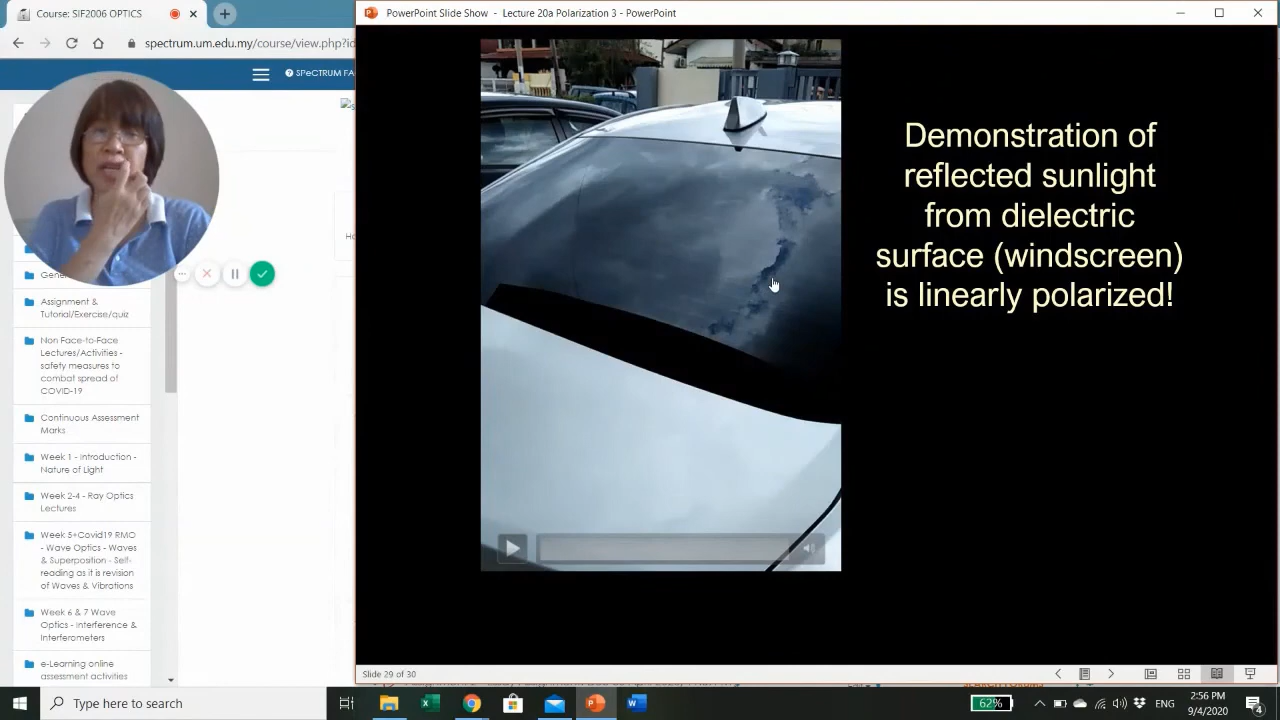 Course: SIF2006 OPTICS
PowerPoint Slide Show - Lecture 20a Polarization 3 - PowerPoint
spectrum.um.edu.my/course/view.php?id
SPeCTRUM FA
Demonstration of
reflected sunlight
from dielectric
surface (windscreen)
is linearly polarized!
Gener
Assignment &
Tutorial/Exercise/quiz
Non Face-to-Face
Lectures/Activities -
safety measures to
combat spread of
COVID-19
Continuous Assessment
Marks
Week 1 - Introduction -
Nature of Light
Week 2-4 - Ray Optics
Lectures
Week 5+Covid19 RMO
- Wave Optics - Waves
& Superposition - Self-
reading as it is revision
of Waves & Vibrations
Week 6 & 7 Wave
Optics - Interference &
Interferometers
e-Learning online
assessment activities
Slide 29 of 30
Type here to search
62%
ENG
2:56 PM
9/4/2020
4